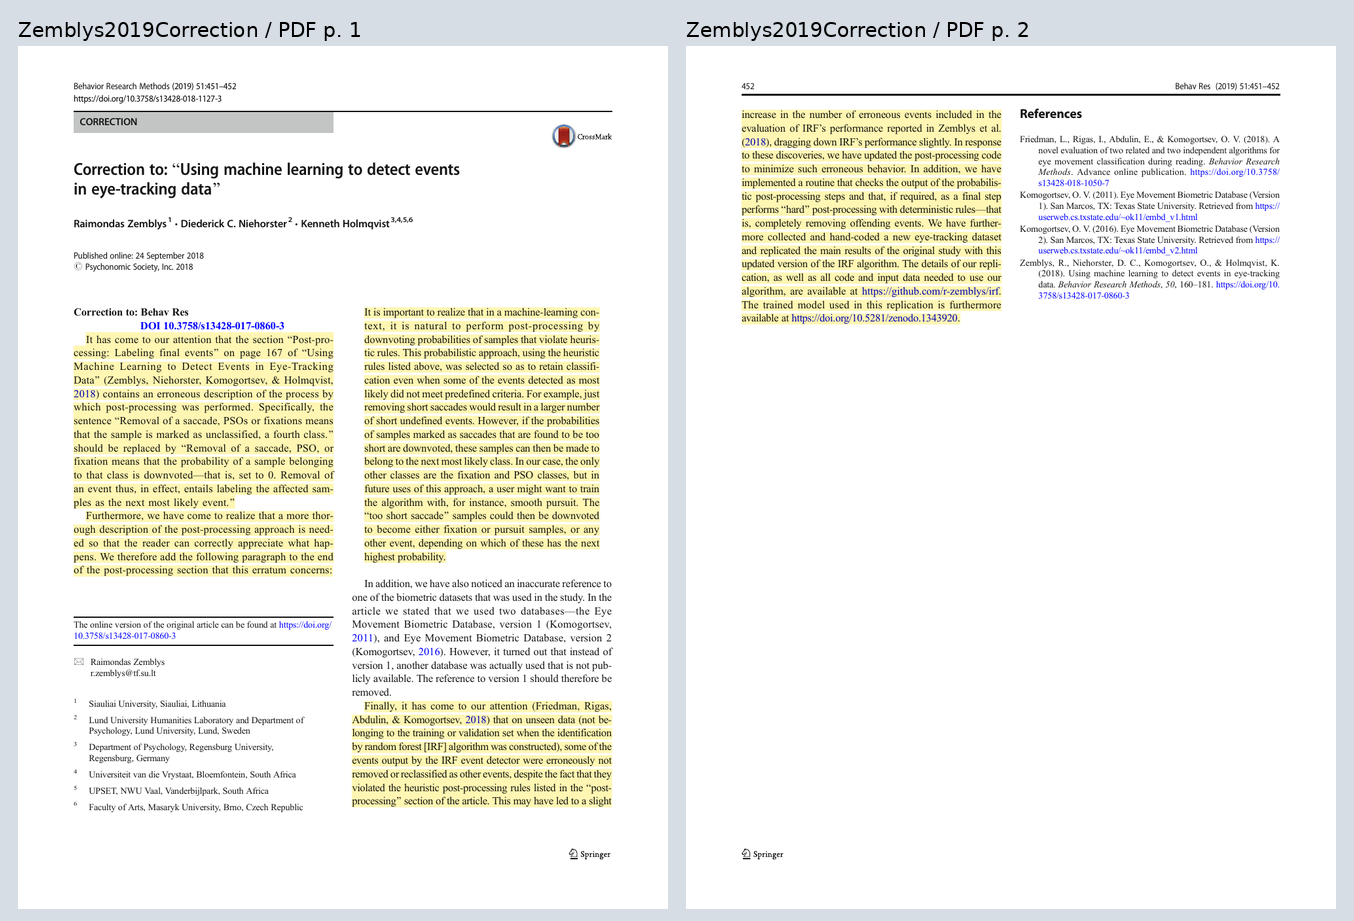 Zemblys2019Correction / PDF p. 1
Behavior Research Methods (2019) 51:451–452
https://doi.org/10.3758/s13428-018-1127-3
CORRECTION
CrossMark
Correction to: “Using machine learning to detect events
in eye-tracking data”
Raimondas Zemblys 1 · Diederick C. Niehorster 2 · Kenneth Holmqvist 3,4,5,6
Published online: 24 September 2018
© Psychonomic Society, Inc. 2018
Correction to: Behav Res
DOI 10.3758/s13428-017-0860-3
It has come to our attention that the section “Post-pro-
cessing: Labeling final events” on page 167 of “Using
Machine Learning to Detect Events in Eye-Tracking
Data” (Zemblys, Niehorster, Komogortsev, & Holmqvist,
2018) contains an erroneous description of the process by
which post-processing was performed. Specifically, the
sentence “Removal of a saccade, PSOs or fixations means
that the sample is marked as unclassified, a fourth class.”
should be replaced by “Removal of a saccade, PSO, or
fixation means that the probability of a sample belonging
to that class is downvoted—that is, set to 0. Removal of
an event thus, in effect, entails labeling the affected sam-
ples as the next most likely event.”
Furthermore, we have come to realize that a more thor-
ough description of the post-processing approach is need-
ed so that the reader can correctly appreciate what hap-
pens. We therefore add the following paragraph to the end
of the post-processing section that this erratum concerns:
The online version of the original article can be found at https://doi.org/
10.3758/s13428-017-0860-3
Raimondas Zemblys
r.zemblys@tf.su.lt
1 Siauliai University, Siauliai, Lithuania
2 Lund University Humanities Laboratory and Department of
Psychology, Lund University, Lund, Sweden
3 Department of Psychology, Regensburg University,
Regensburg, Germany
4 Universiteit van die Vrystaat, Bloemfontein, South Africa
5 UPSET, NWU Vaal, Vanderbijlpark, South Africa
6 Faculty of Arts, Masaryk University, Brno, Czech Republic
It is important to realize that in a machine-learning con-
text, it is natural to perform post-processing by
downvoting probabilities of samples that violate heuris-
tic rules. This probabilistic approach, using the heuristic
rules listed above, was selected so as to retain classifi-
cation even when some of the events detected as most
likely did not meet predefined criteria. For example, just
removing short saccades would result in a larger number
of short undefined events. However, if the probabilities
of samples marked as saccades that are found to be too
short are downvoted, these samples can then be made to
belong to the next most likely class. In our case, the only
other classes are the fixation and PSO classes, but in
future uses of this approach, a user might want to train
the algorithm with, for instance, smooth pursuit. The
“too short saccade” samples could then be downvoted
to become either fixation or pursuit samples, or any
other event, depending on which of these has the next
highest probability.
In addition, we have also noticed an inaccurate reference to
one of the biometric datasets that was used in the study. In the
article we stated that we used two databases—the Eye
Movement Biometric Database, version 1 (Komogortsev,
2011), and Eye Movement Biometric Database, version 2
(Komogortsev, 2016). However, it turned out that instead of
version 1, another database was actually used that is not pub-
licly available. The reference to version 1 should therefore be
removed.
Finally, it has come to our attention (Friedman, Rigas,
Abdulin, & Komogortsev, 2018) that on unseen data (not be-
longing to the training or validation set when the identification
by random forest [IRF] algorithm was constructed), some of the
events output by the IRF event detector were erroneously not
removed or reclassified as other events, despite the fact that they
violated the heuristic post-processing rules listed in the “post-
processing” section of the article. This may have led to a slight
Springer
Zemblys2019Correction / PDF p. 2
452
Behav Res (2019) 51:451–452
increase in the number of erroneous events included in the
evaluation of IRF’s performance reported in Zemblys et al.
(2018), dragging down IRF’s performance slightly. In response
to these discoveries, we have updated the post-processing code
to minimize such erroneous behavior. In addition, we have
implemented a routine that checks the output of the probabilis-
tic post-processing steps and that, if required, as a final step
performs “hard” post-processing with deterministic rules—that
is, completely removing offending events. We have further-
more collected and hand-coded a new eye-tracking dataset
and replicated the main results of the original study with this
updated version of the IRF algorithm. The details of our repli-
cation, as well as all code and input data needed to use our
algorithm, are available at https://github.com/r-zemblys/irf.
The trained model used in this replication is furthermore
available at https://doi.org/10.5281/zenodo.1343920.
References
Friedman, L., Rigas, I., Abdulin, E., & Komogortsev, O. V. (2018). A
novel evaluation of two related and two independent algorithms for
eye movement classification during reading. Behavior Research
Methods. Advance online publication. https://doi.org/10.3758/
s13428-018-1050-7
Komogortsev, O. V. (2011). Eye Movement Biometric Database (Version
1). San Marcos, TX: Texas State University. Retrieved from https://
userweb.cs.txstate.edu/~ok11/embd_v1.html
Komogortsev, O. V. (2016). Eye Movement Biometric Database (Version
2). San Marcos, TX: Texas State University. Retrieved from https://
userweb.cs.txstate.edu/~ok11/embd_v2.html
Zemblys, R., Niehorster, D. C., Komogortsev, O., & Holmqvist, K.
(2018). Using machine learning to detect events in eye-tracking
data. Behavior Research Methods, 50, 160–181. https://doi.org/10.
3758/s13428-017-0860-3
Springer